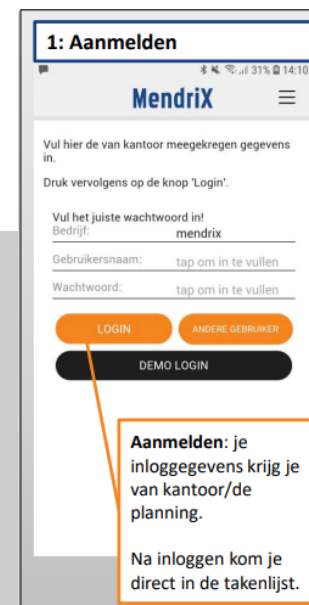 1: Aanmelden
31% 14:10
MendriX
Vul hier de van kantoor meegekregen gegevens
in.
Druk vervolgens op de knop 'Login'.
Vul het juiste wachtwoord in!
Bedrijf: mendrix
Gebruikersnaam: tap om in te vullen
Wachtwoord: tap om in te vullen
LOGIN ANDERE GEBRUIKER
DEMO LOGIN
Aanmelden: je
inloggegevens krijg je
van kantoor/de
planning.
Na inloggen kom je
direct in de takenlijst.